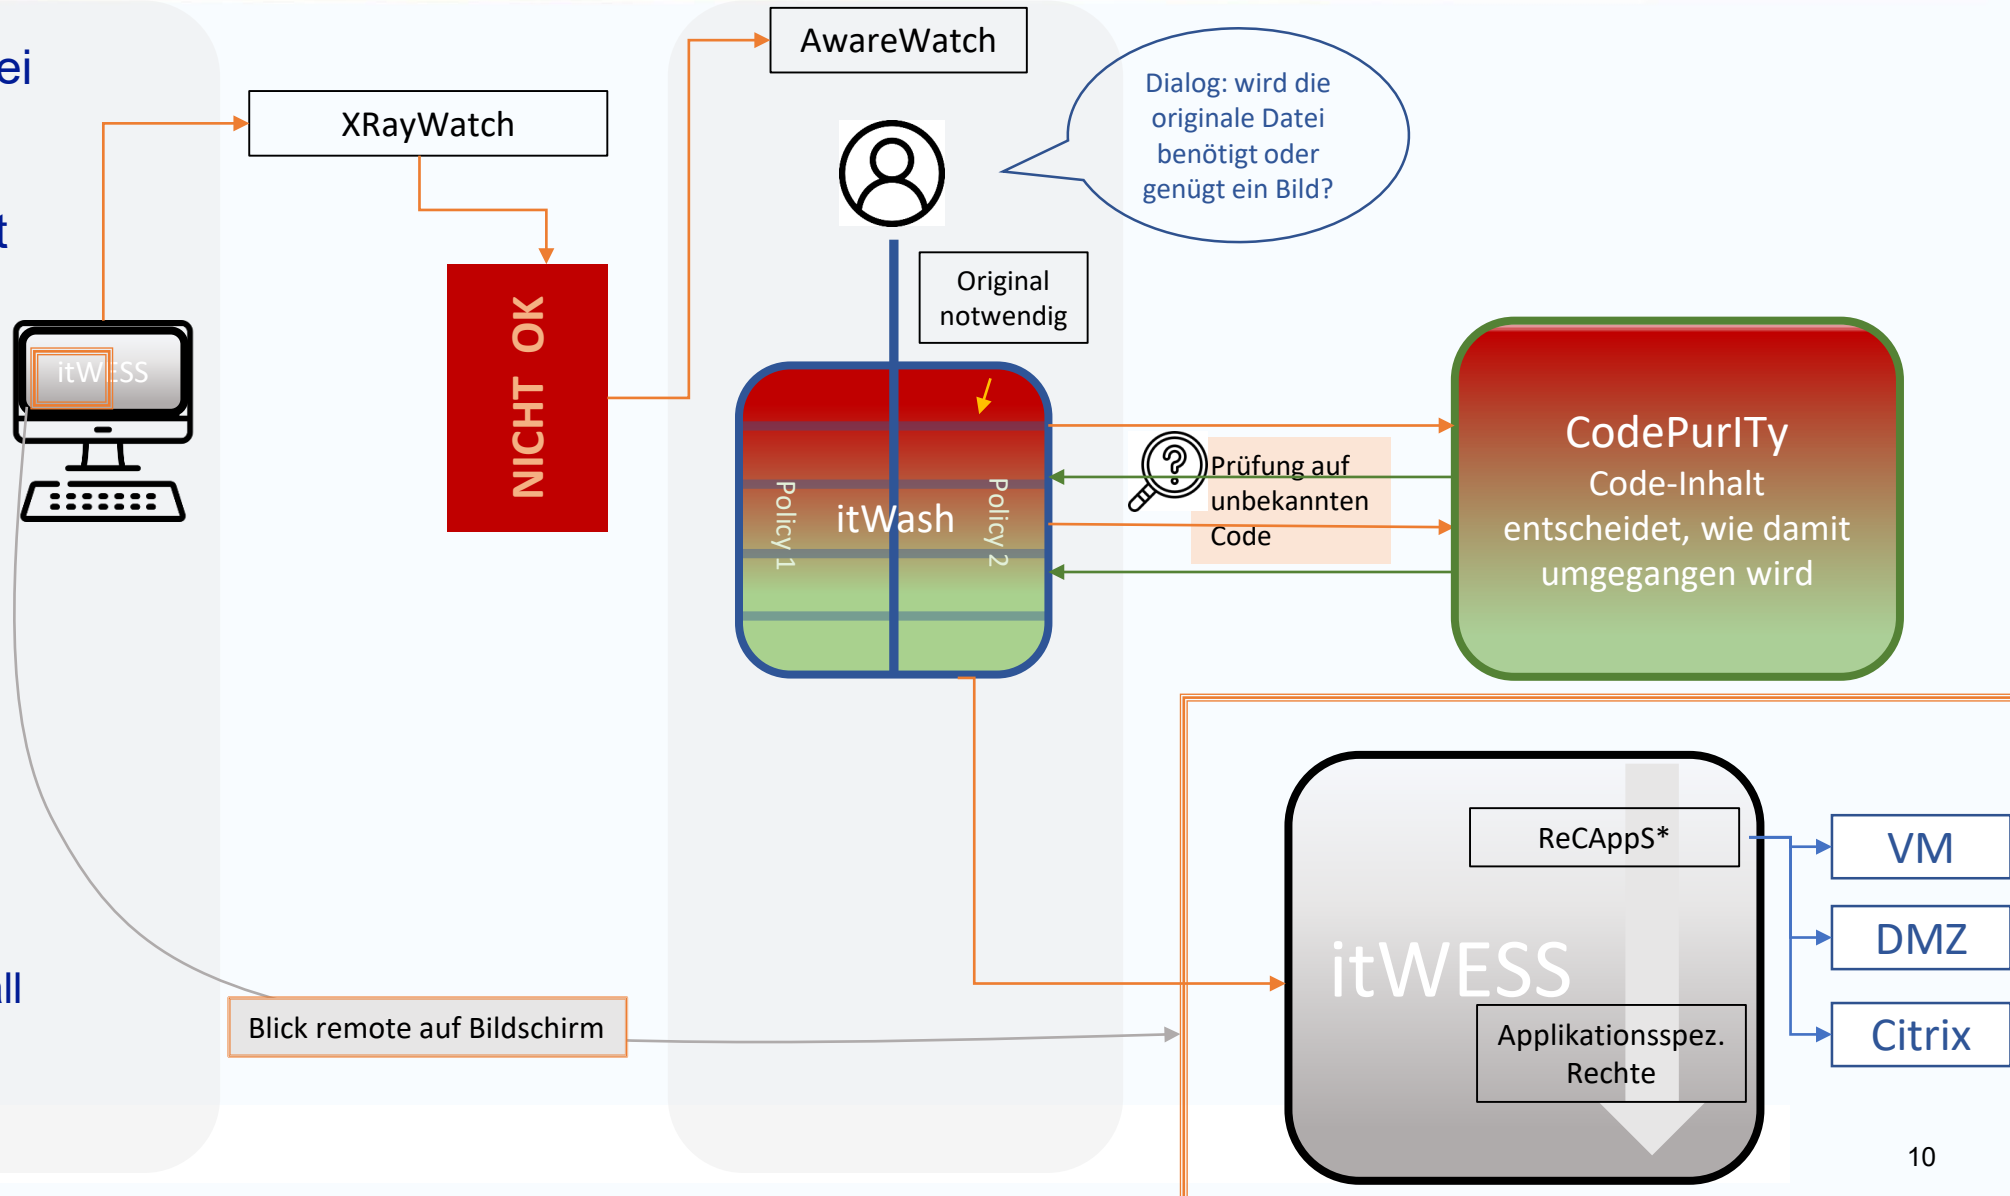 ei
t
all
AwareWatch
XRayWatch
Dialog: wird die
originale Datei
benötigt oder
genügt ein Bild?
Original
notwendig
itWESS
NICHT OK
Policy 1
itWash
Policy 2
Prüfung auf
unbekannten
Code
CodePurITy
Code-Inhalt
entscheidet, wie damit
umgegangen wird
Blick remote auf Bildschirm
itWESS
ReCAppS*
Applikationsspez.
Rechte
VM
DMZ
Citrix
10